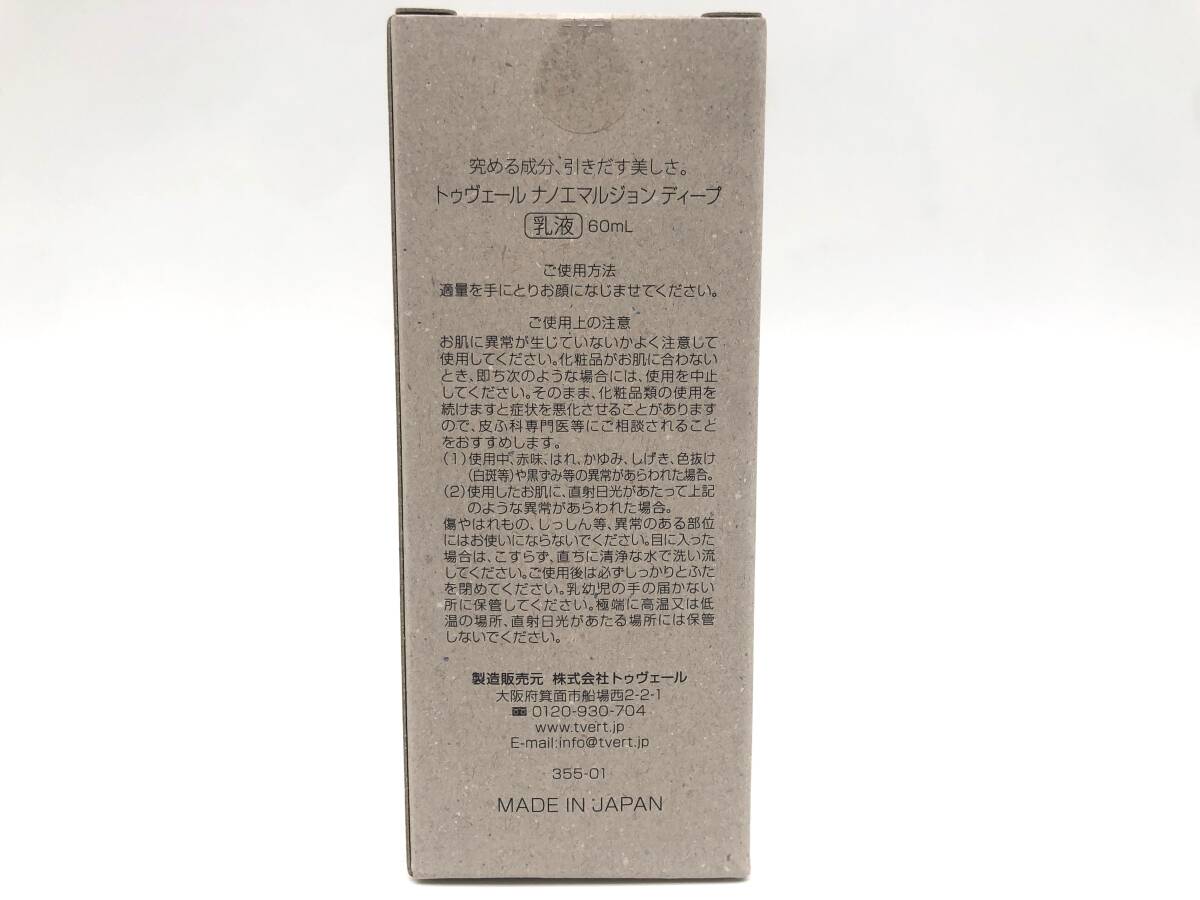 究める成分、引きだす美しさ。
トゥヴェール ナノエマルジョン ディープ
乳液 60mL
ご使用方法
適量を手にとりお顔になじませてください。
ご使用上の注意
お肌に異常が生じていないかよく注意して
使用してください。化粧品がお肌に合わない
とき、即ち次のような場合には、使用を中止
してください。そのまま、化粧品類の使用を
続けますと症状を悪化させることがあります
ので、皮ふ科専門医等にご相談されること
をおすすめします。
(1)使用中、赤味、はれ、かゆみ、しげき、色抜け
(白斑等)や黒ずみ等の異常があらわれた場合。
(2)使用したお肌に、直射日光があたって上記
のような異常があらわれた場合。
傷やはれもの、しっしん等、異常のある部位
にはお使いにならないでください。目に入った
場合は、こすらず、直ちに清浄な水で洗い流
してください。ご使用後は必ずしっかりとふた
を閉めてください。乳幼児の手の届かない
所に保管してください。極端に高温又は低
温の場所、直射日光があたる場所には保管
しないでください。
製造販売元 株式会社トゥヴェール
大阪府箕面市船場西2-2-1
0120-930-704
www.tvert.jp
E-mail:info@tvert.jp
355-01
MADE IN JAPAN